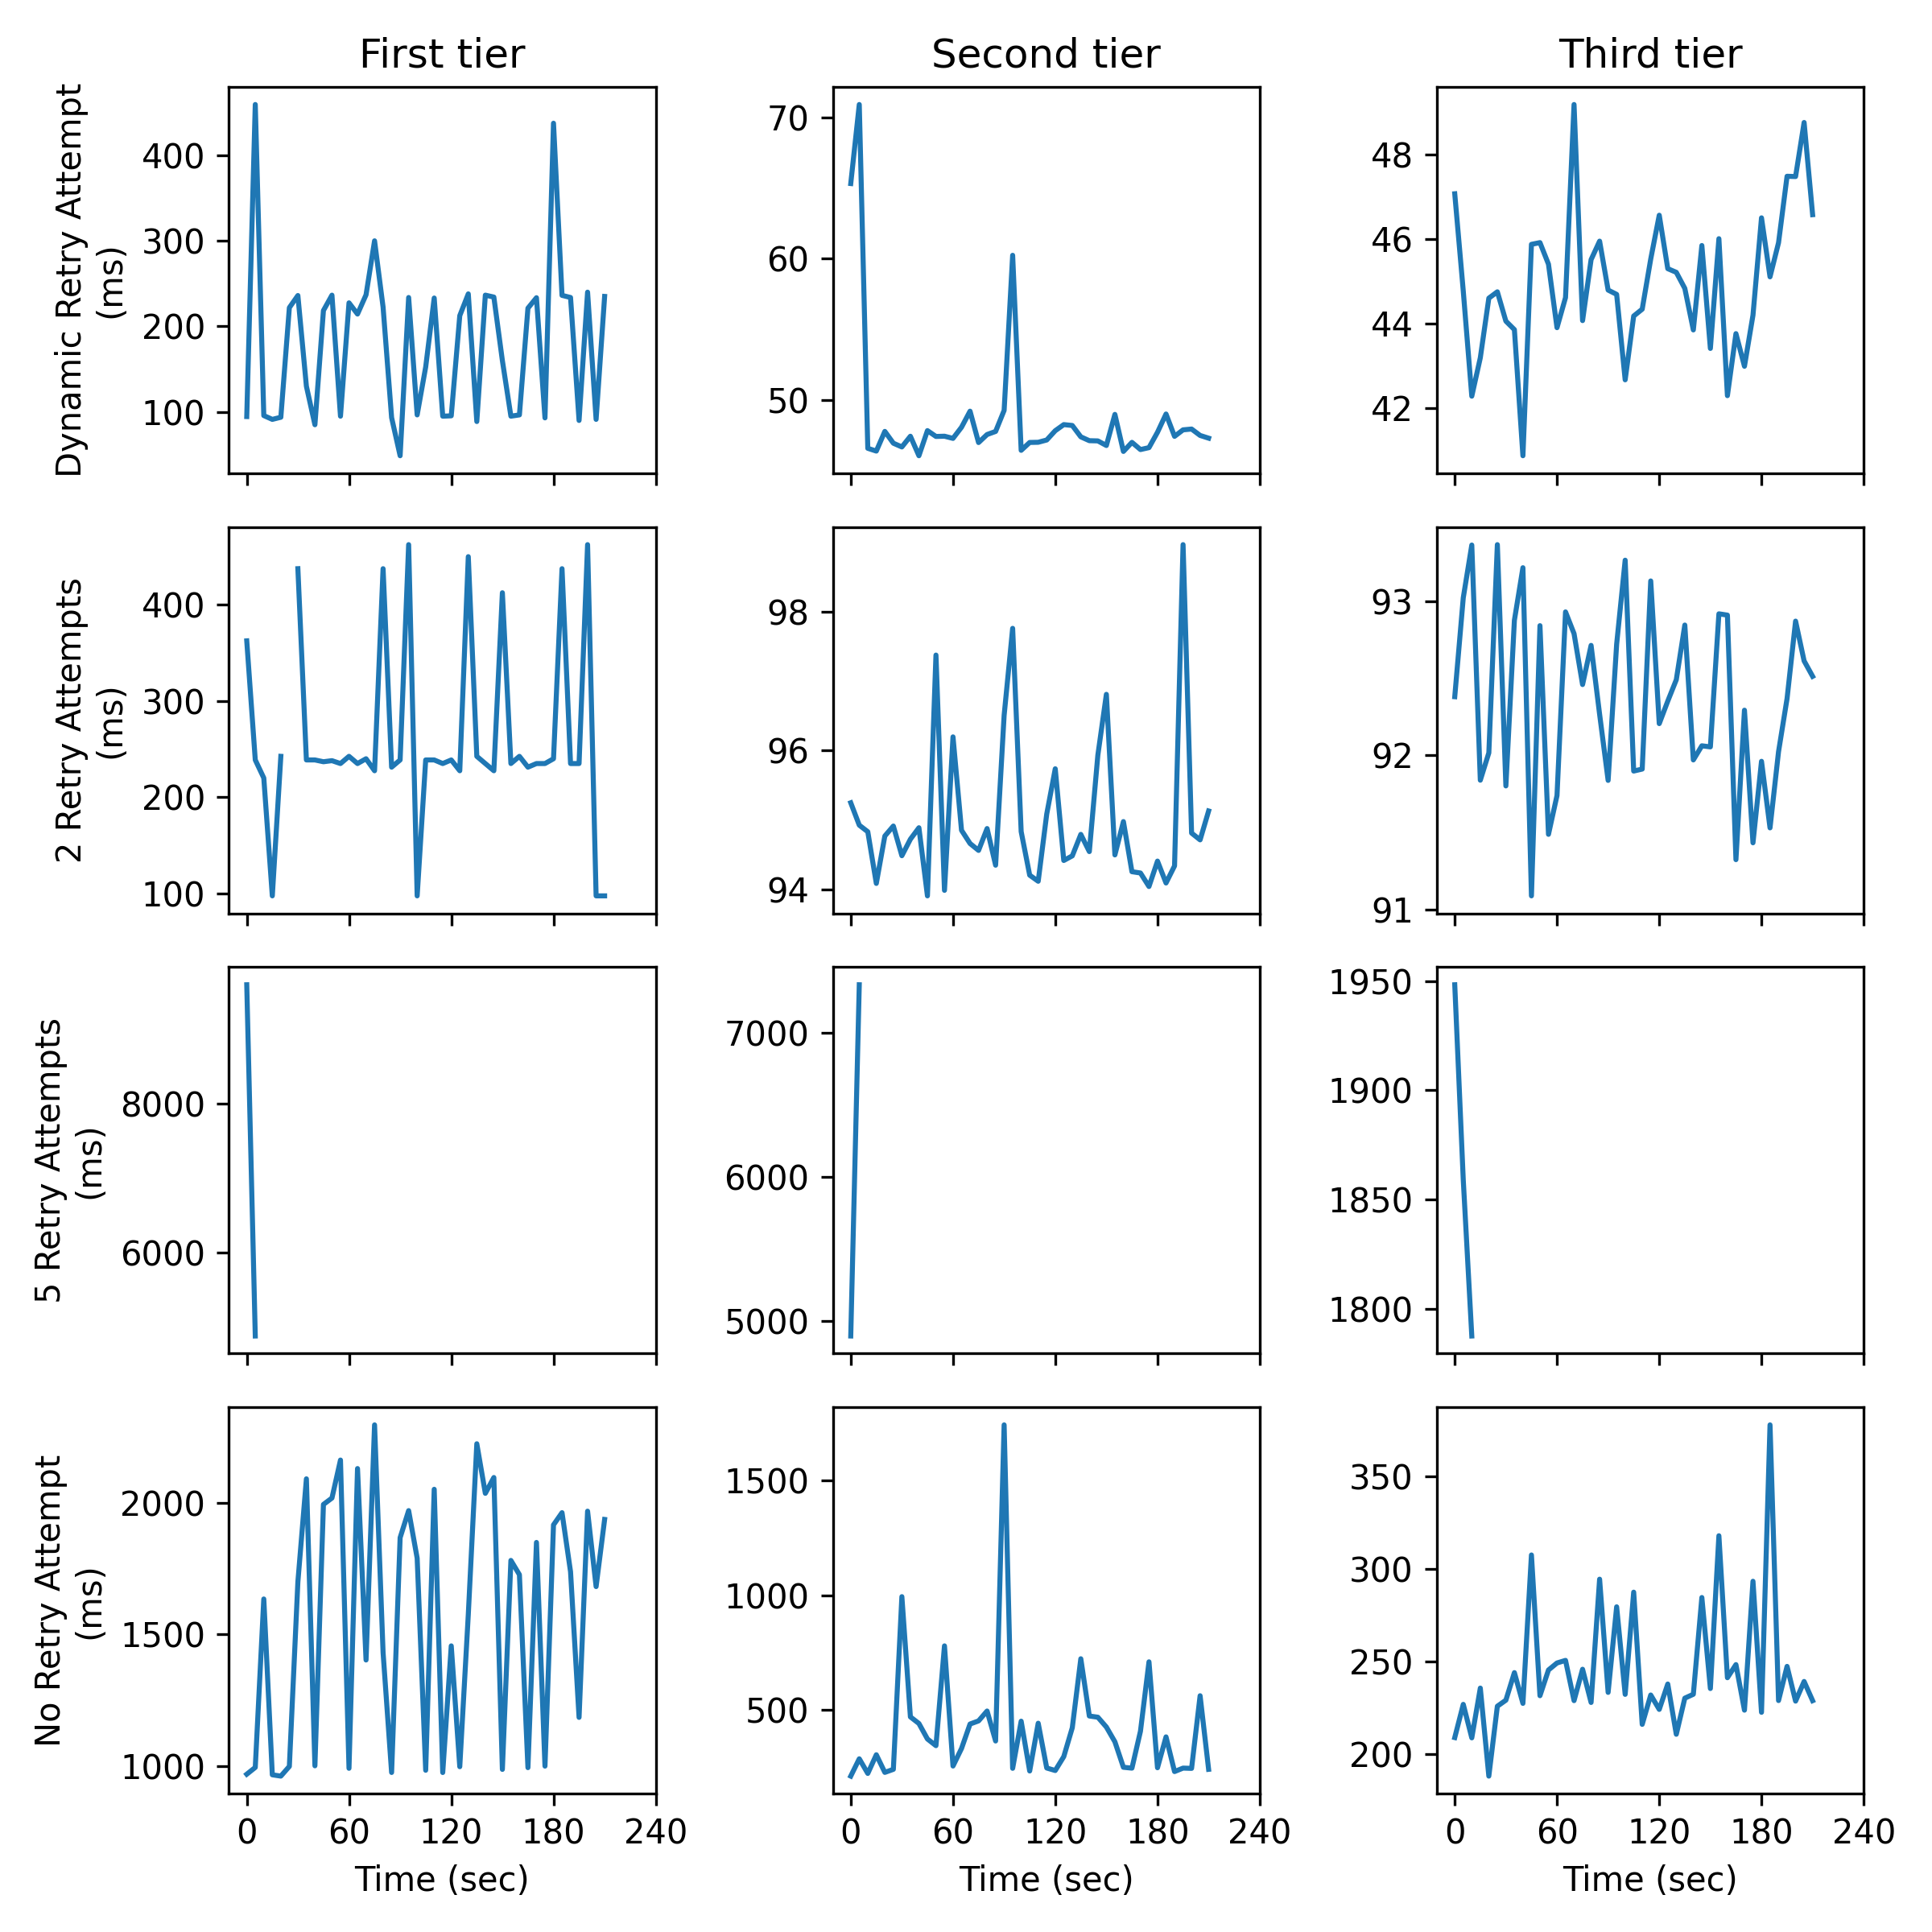 First tier
Second tier
Third tier
Dynamic Retry Attempt
(ms)
400
300
200
100
70
60
50
48
46
44
42
2 Retry Attempts
(ms)
400
300
200
100
98
96
94
93
92
91
5 Retry Attempts
(ms)
8000
6000
7000
6000
5000
1950
1900
1850
1800
No Retry Attempt
(ms)
2000
1500
1000
1500
1000
500
350
300
250
200
0 60 120 180 240
0 60 120 180 240
0 60 120 180 240
Time (sec)
Time (sec)
Time (sec)